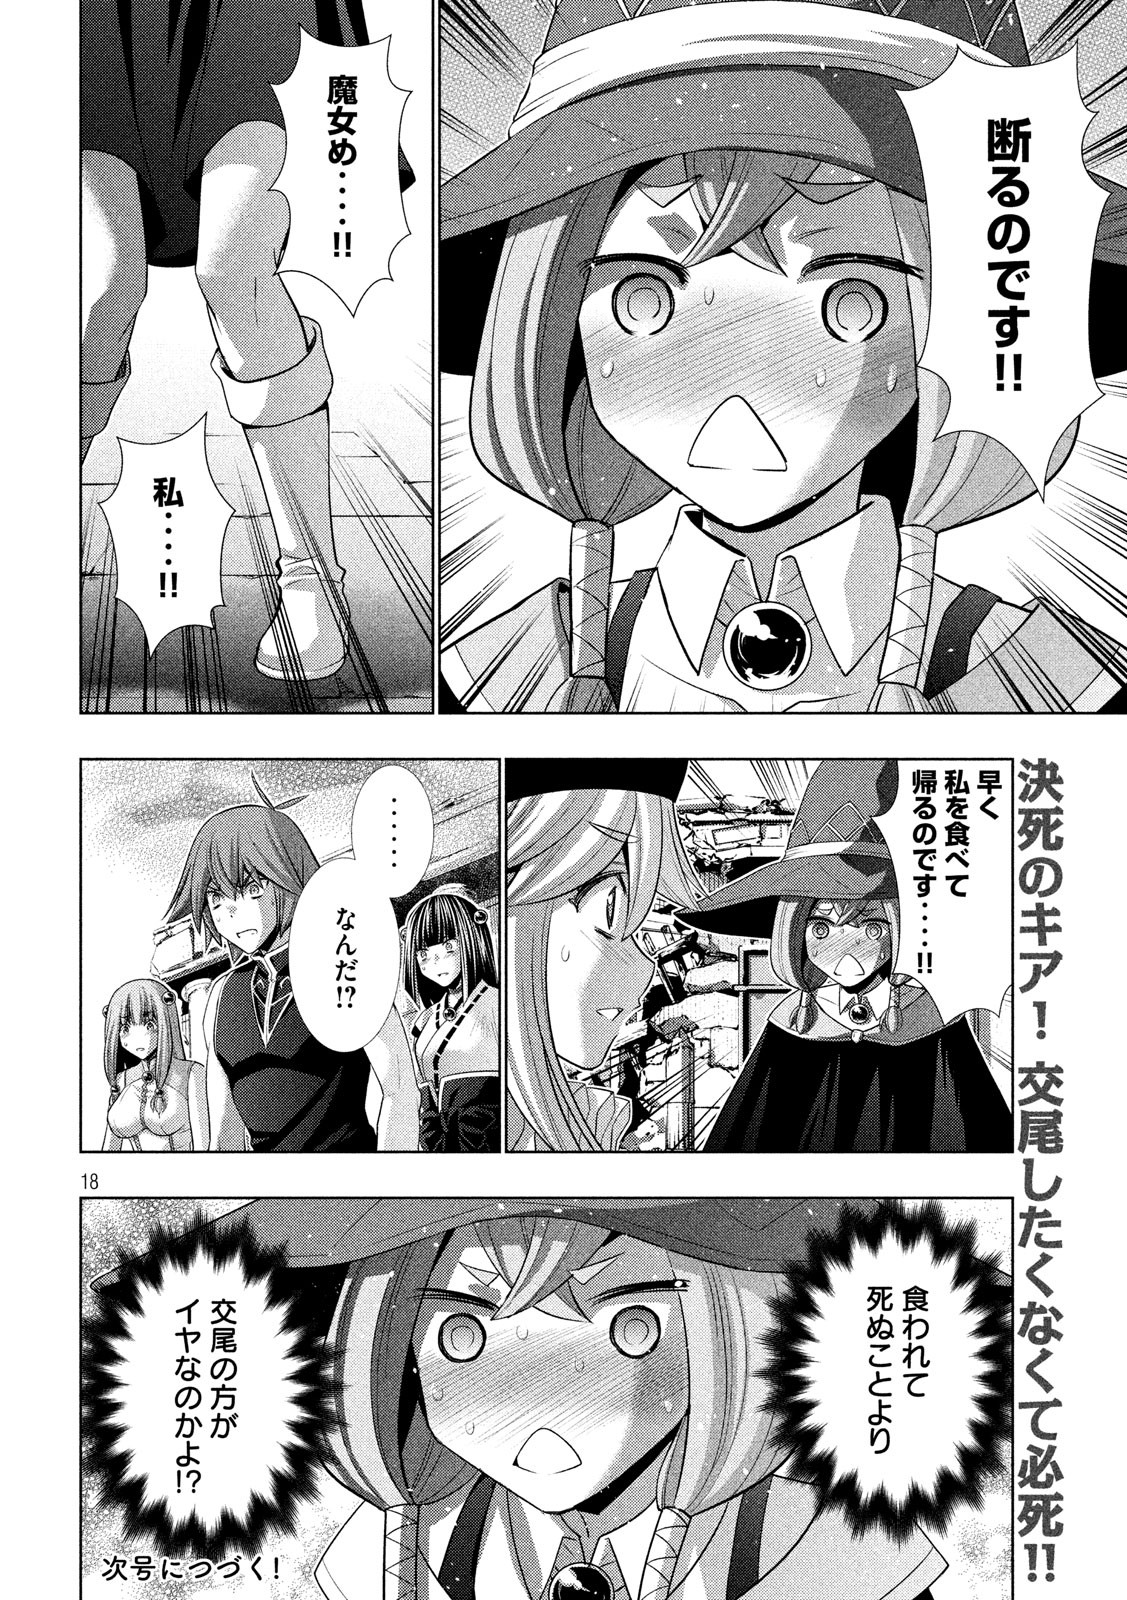 断るのです!!
魔女め‥‥!!
私‥‥!!
早く
私を食べて
帰るのです‥‥!!
‥‥‥
なんだ!?
食われて
死ぬことより
交尾の方が
イヤなのかよ!?
決死のキア！ 交尾したくなくて必死!!
次号につづく！
18